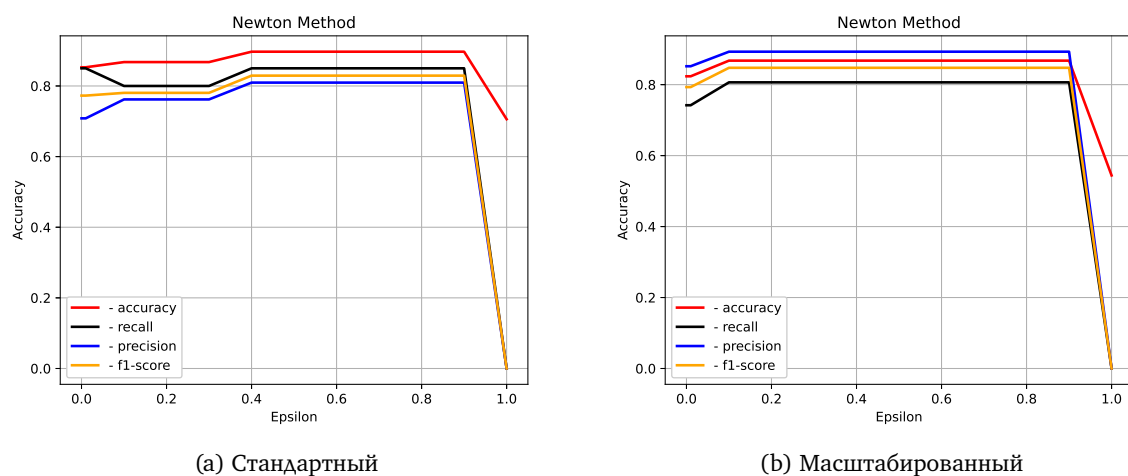 Newton Method
0.8
0.6
0.4
0.2
0.0
Accuracy
- accuracy
- recall
- precision
- f1-score
0.0 0.2 0.4 0.6 0.8 1.0
Epsilon
(a) Стандартный
Newton Method
0.8
0.6
0.4
0.2
0.0
Accuracy
- accuracy
- recall
- precision
- f1-score
0.0 0.2 0.4 0.6 0.8 1.0
Epsilon
(b) Масштабированный